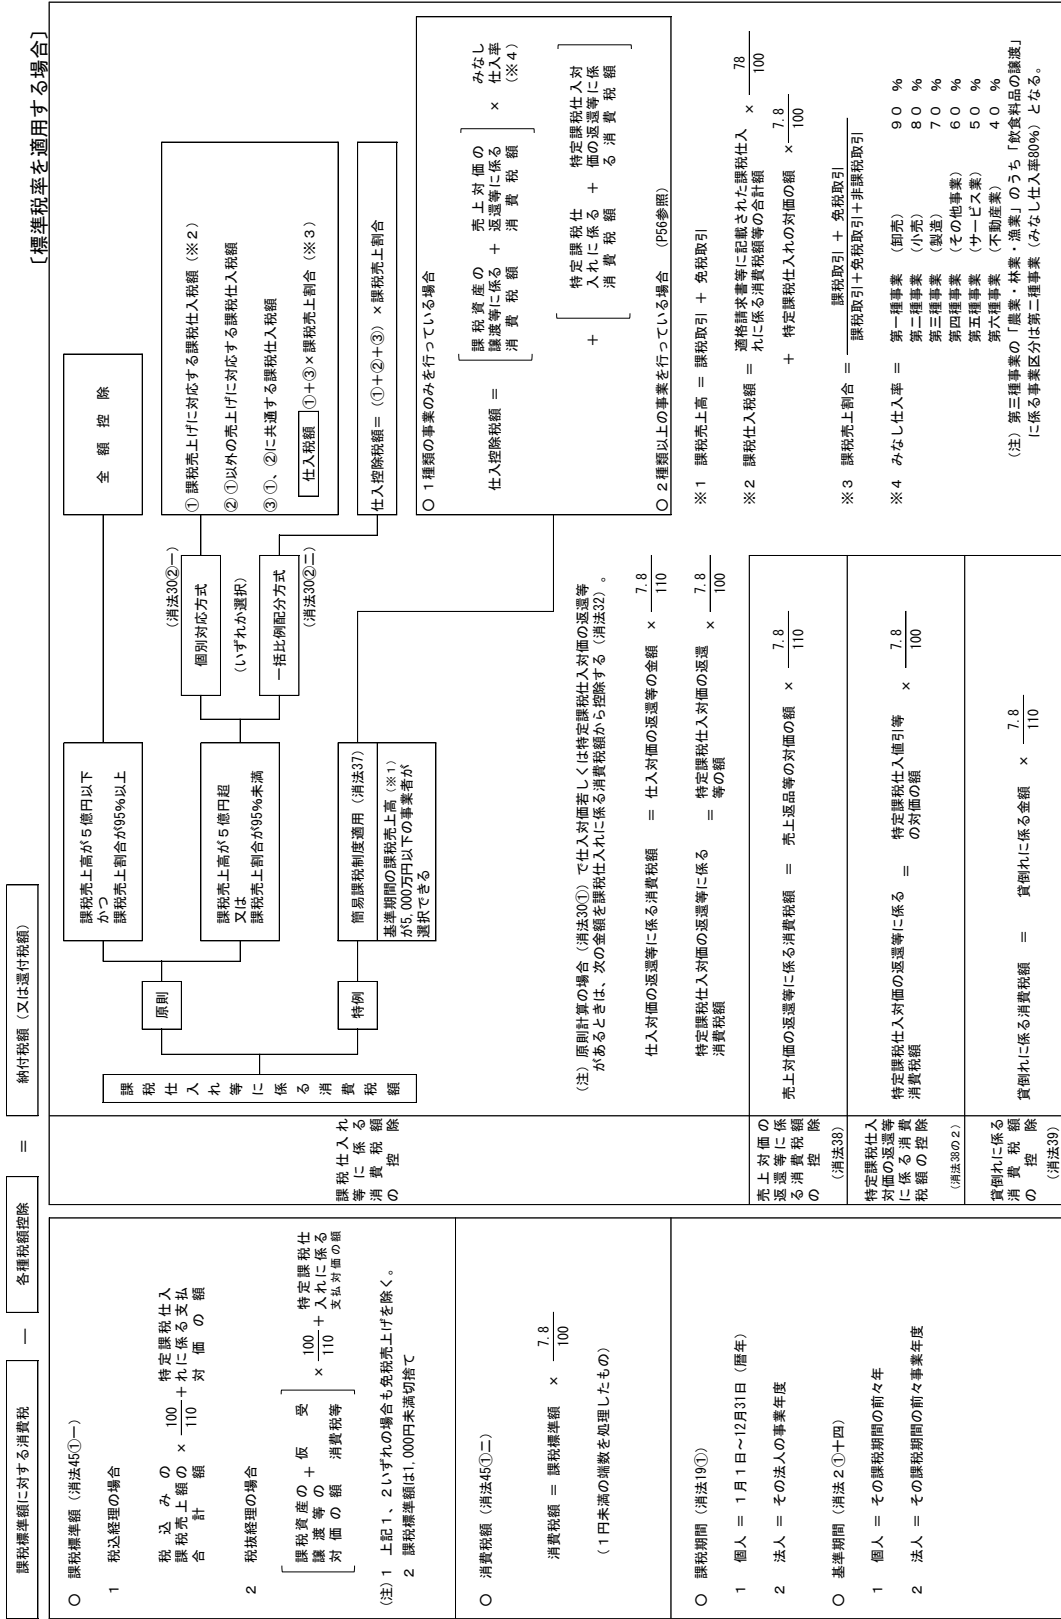 〔標準税率を適用する場合〕
課税標準額に対する消費税 － 各種税額控除 ＝ 納付税額（又は還付税額）
○ 課税標準額（消法45①一）
1 税込経理の場合
税込みの
課税売上額の
合計額
× 100/110 ＋
特定課税仕入
れに係る支払
対価の額
2 税抜経理の場合
課税資産の
譲渡等の
対価の額
＋
仮受
消費税等
× 100/110 ＋
特定課税仕
入れに係る
支払対価の額
(注) 1 上記１、２いずれの場合も免税売上げを除く。
2 課税標準額は1,000円未満切捨て
○ 消費税額（消法45①二）
消費税額 ＝ 課税標準額 × 7.8/100
（１円未満の端数を処理したもの）
○ 課税期間（消法19①）
1 個人 ＝ １月１日～12月31日（暦年）
2 法人 ＝ その法人の事業年度
○ 基準期間（消法２①十四）
1 個人 ＝ その課税期間の前々年
2 法人 ＝ その課税期間の前々事業年度
課税仕入れ
等に係る
消費税額
の控除
課税仕入れ等に係る消費税額
原則
課税売上高が５億円以下
かつ
課税売上割合が95%以上
全額控除
課税売上高が５億円超
又は
課税売上割合が95%未満
（消法30②一）
個別対応方式
（いずれか選択）
一括比例配分方式
（消法30②二）
① 課税売上げに対応する課税仕入税額（※２）
② ①以外の売上げに対応する課税仕入税額
③ ①、②に共通する課税仕入税額
仕入税額 ①＋③×課税売上割合（※３）
仕入控除税額＝（①＋②＋③）×課税売上割合
特例
簡易課税制度適用（消法37）
基準期間の課税売上高（※１）
が5,000万円以下の事業者が
選択できる
○ １種類の事業のみを行っている場合
仕入控除税額 ＝
課税資産の
譲渡等に係る
消費税額
＋
売上対価の
返還等に係る
消費税額
×
みなし
仕入率
（※４）
＋
特定課税仕
入れに係る
消費税額
＋
特定課税仕入対
価の返還等に係
る消費税額
○ ２種類以上の事業を行っている場合 （P56参照）
（注）原則計算の場合（消法30①）で仕入対価若しくは特定課税仕入対価の返還等
があるときは、次の金額を課税仕入れに係る消費税額から控除する（消法32）。
仕入対価の返還等に係る消費税額 ＝ 仕入対価の返還等の金額 × 7.8/110
特定課税仕入対価の返還等に係る
消費税額
＝
特定課税仕入対価の返還
等の額
× 7.8/100
※１ 課税売上高 ＝ 課税取引 ＋ 免税取引
※２ 課税仕入税額 ＝
適格請求書等に記載された課税仕入
れに係る消費税額等の合計額
× 78/100
＋ 特定課税仕入れの対価の額 × 7.8/100
※３ 課税売上割合 ＝
課税取引 ＋ 免税取引
課税取引＋免税取引＋非課税取引
※４ みなし仕入率 ＝ 第一種事業 （卸売） ９０ ％
第二種事業 （小売） ８０ ％
第三種事業 （製造） ７０ ％
第四種事業 （その他事業） ６０ ％
第五種事業 （サービス業） ５０ ％
第六種事業 （不動産業） ４０ ％
（注）第三種事業の「農業・林業・漁業」のうち「飲食料品の譲渡」
に係る事業区分は第二種事業（みなし仕入率80%）となる。
売上対価の
返還等に係
る消費税額
の控除
（消法38）
売上対価の返還等に係る消費税額 ＝ 売上返品等の対価の額 × 7.8/110
特定課税仕入
対価の返還等
に係る消費
税額の控除
（消法38の２）
特定課税仕入対価の返還等に係る
消費税額
＝
特定課税仕入値引等
の対価の額
× 7.8/100
貸倒れに係る
消費税額
の控除
（消法39）
貸倒れに係る消費税額 ＝ 貸倒れに係る金額 × 7.8/110